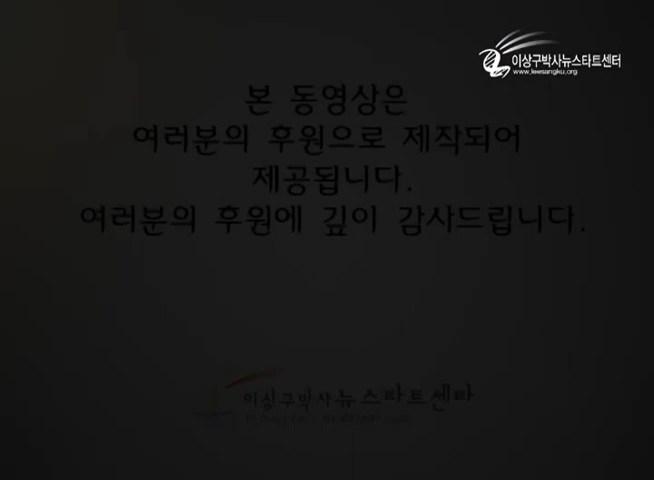 이상구박사뉴스타트센터
www.leesangku.org
본 동영상은
여러분의 후원으로 제작되어
제공됩니다.
여러분의 후원에 깊이 감사드립니다.
이상구박사뉴스타트센타